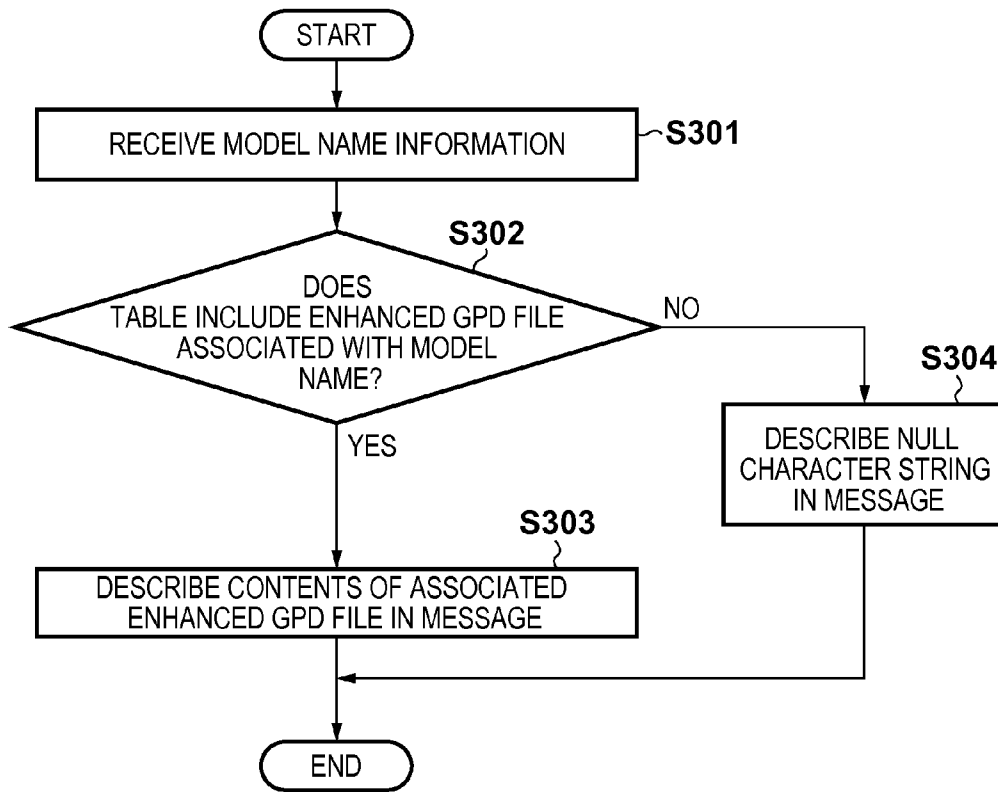 START
RECEIVE MODEL NAME INFORMATION
S301
S302
DOES
TABLE INCLUDE ENHANCED GPD FILE
ASSOCIATED WITH MODEL
NAME?
NO
YES
S304
DESCRIBE NULL
CHARACTER STRING
IN MESSAGE
S303
DESCRIBE CONTENTS OF ASSOCIATED
ENHANCED GPD FILE IN MESSAGE
END